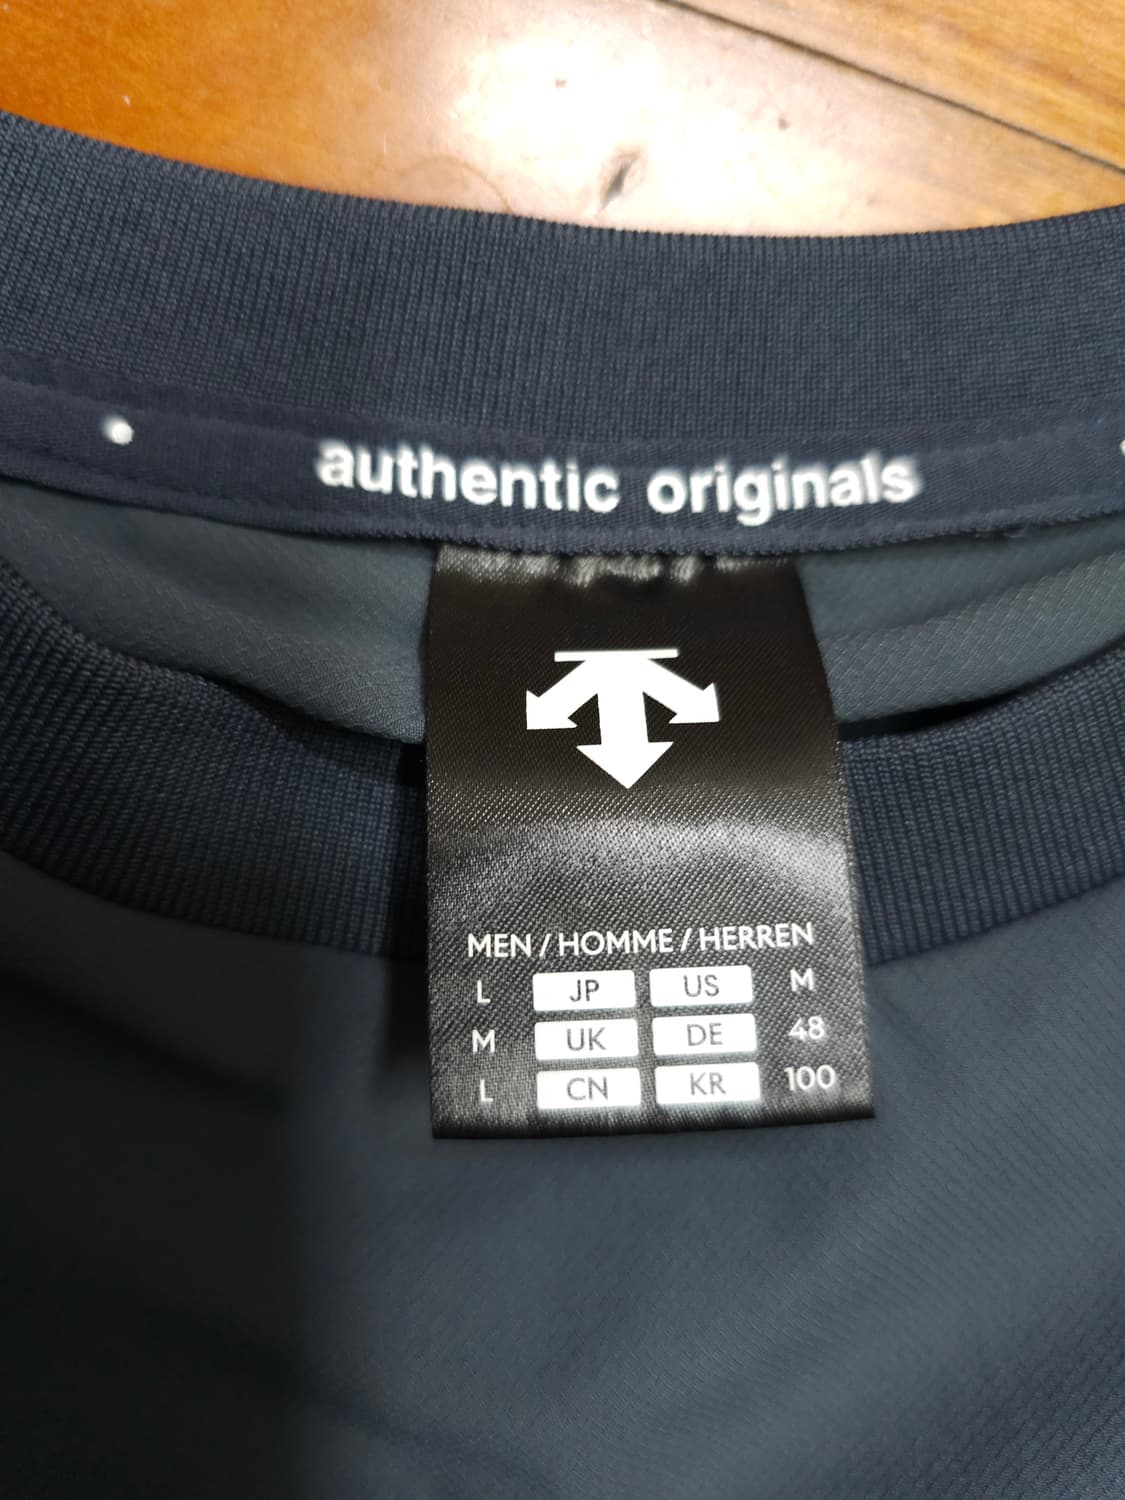 authentic originals
MEN / HOMME / HERREN
L JP US M
M UK DE 48
L CN KR 100